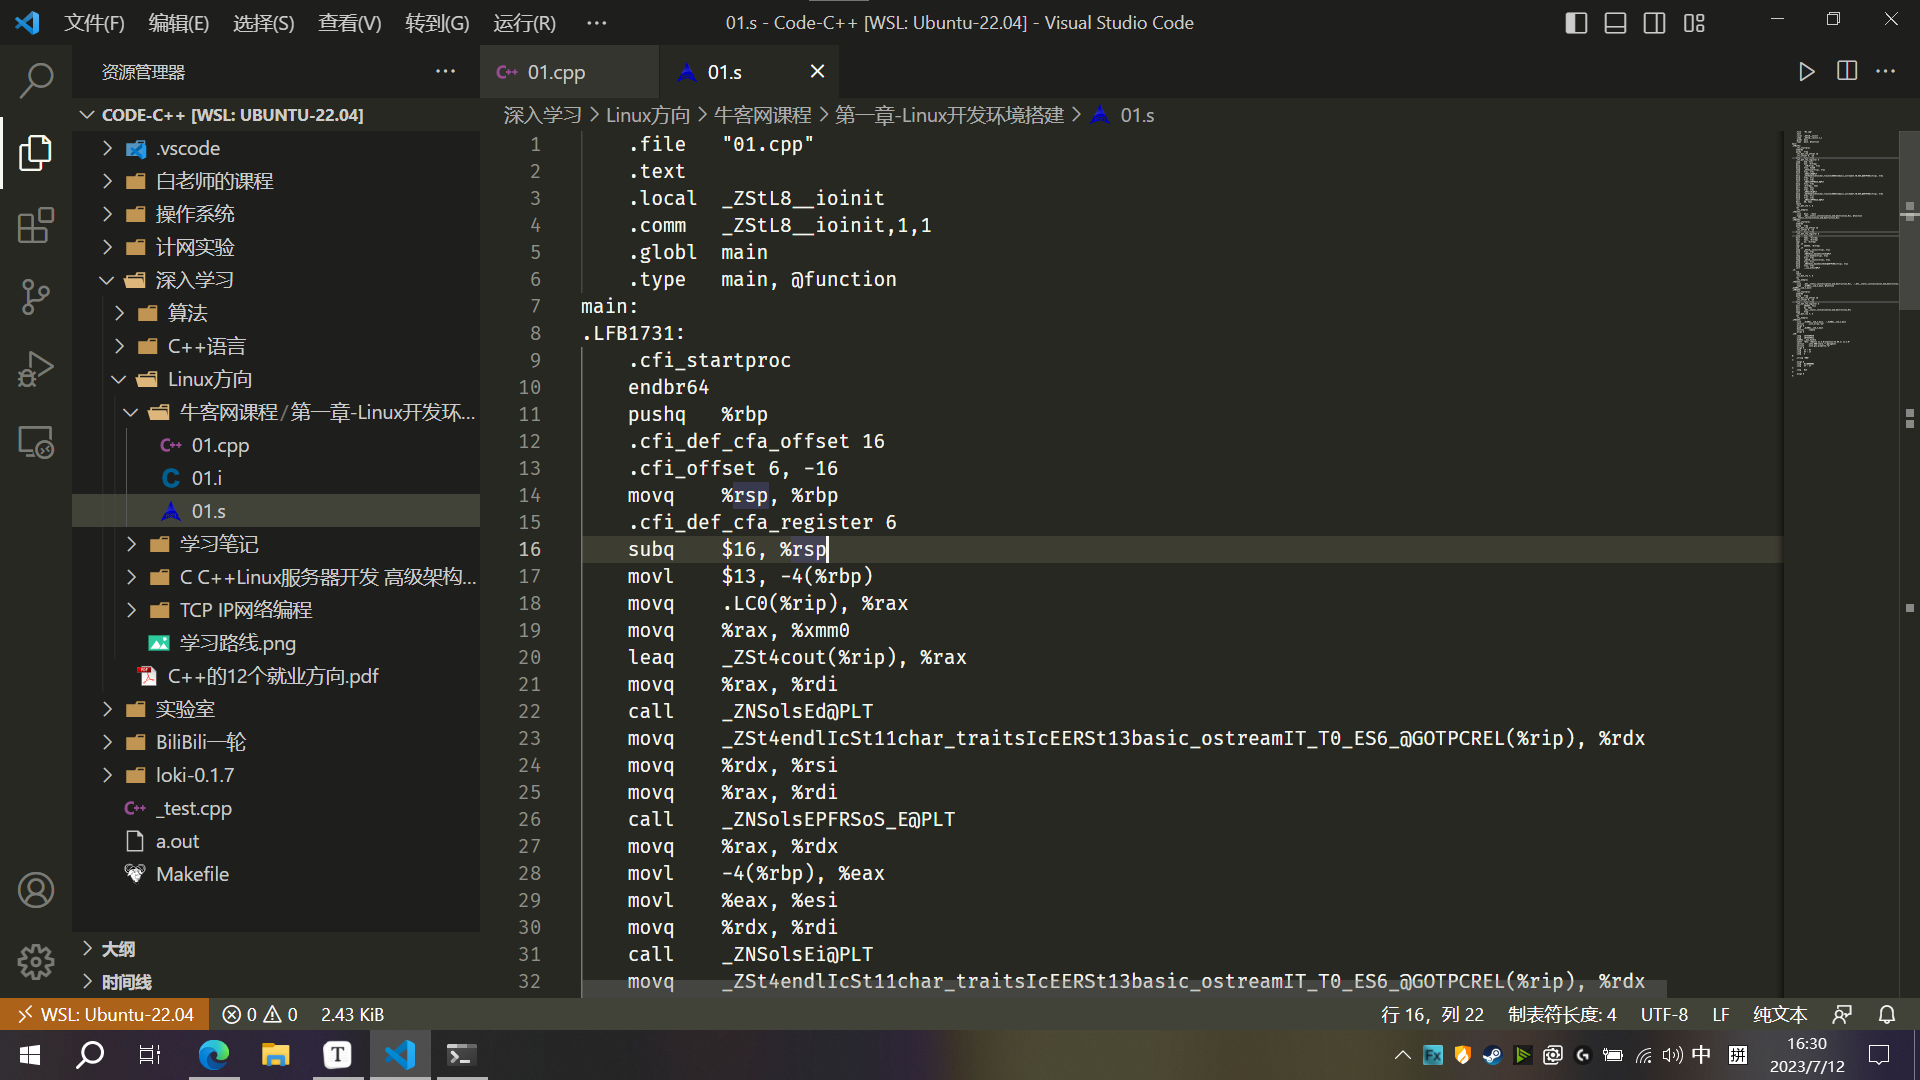 文件(F) 编辑(E) 选择(S) 查看(V) 转到(G) 运行(R) ··· 01.s - Code-C++ [WSL: Ubuntu-22.04] - Visual Studio Code
资源管理器 ···
CODE-C++ [WSL: UBUNTU-22.04]
.vscode
白老师的课程
操作系统
计网实验
深入学习
算法
C++语言
Linux方向
牛客网课程/第一章-Linux开发环...
01.cpp
01.i
01.s
学习笔记
C C++Linux服务器开发 高级架构...
TCP IP网络编程
学习路线.png
C++的12个就业方向.pdf
实验室
BiliBili一轮
loki-0.1.7
_test.cpp
a.out
Makefile
大纲
时间线
01.cpp 01.s
深入学习 > Linux方向 > 牛客网课程 > 第一章-Linux开发环境搭建 > 01.s
1 .file "01.cpp"
2 .text
3 .local _ZStL8__ioinit
4 .comm _ZStL8__ioinit,1,1
5 .globl main
6 .type main, @function
7 main:
8 .LFB1731:
9 .cfi_startproc
10 endbr64
11 pushq %rbp
12 .cfi_def_cfa_offset 16
13 .cfi_offset 6, -16
14 movq %rsp, %rbp
15 .cfi_def_cfa_register 6
16 subq $16, %rsp
17 movl $13, -4(%rbp)
18 movq .LC0(%rip), %rax
19 movq %rax, %xmm0
20 leaq _ZSt4cout(%rip), %rax
21 movq %rax, %rdi
22 call _ZNSolsEd@PLT
23 movq _ZSt4endlIcSt11char_traitsIcEERSt13basic_ostreamIT_T0_ES6_@GOTPCREL(%rip), %rdx
24 movq %rdx, %rsi
25 movq %rax, %rdi
26 call _ZNSolsEPFRSoS_E@PLT
27 movq %rax, %rdx
28 movl -4(%rbp), %eax
29 movl %eax, %esi
30 movq %rdx, %rdi
31 call _ZNSolsEi@PLT
32 movq _ZSt4endlIcSt11char_traitsIcEERSt13basic_ostreamIT_T0_ES6_@GOTPCREL(%rip), %rdx
WSL: Ubuntu-22.04 0 0 2.43 KiB 行 16，列 22 制表符长度: 4 UTF-8 LF 纯文本
T Fx 中 拼 16:30
2023/7/12